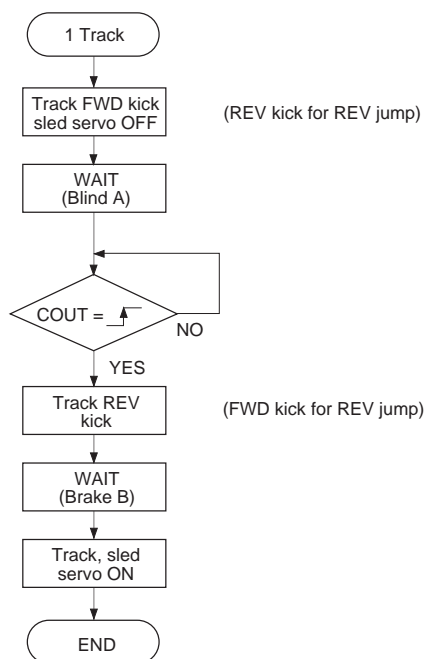 1 Track
Track FWD kick
sled servo OFF
(REV kick for REV jump)
WAIT
(Blind A)
COUT =
NO
YES
Track REV
kick
(FWD kick for REV jump)
WAIT
(Brake B)
Track, sled
servo ON
END